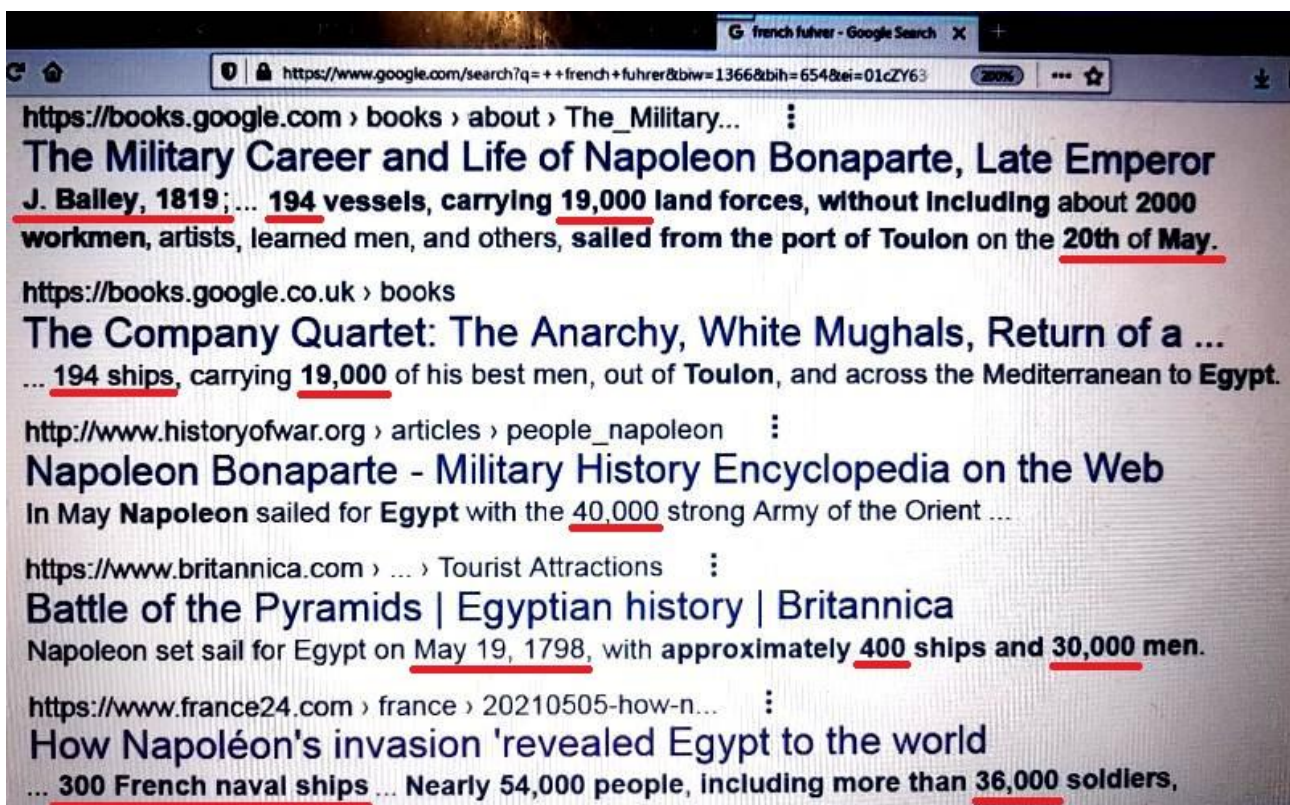 G french fuhrer - Google Search X +
https://www.google.com/search?q=++french+fuhrer&biw=1366&bih=654&ei=01cZY63 200% ...
https://books.google.com › books › about › The_Military...
The Military Career and Life of Napoleon Bonaparte, Late Emperor
J. Bailey, 1819;... 194 vessels, carrying 19,000 land forces, without including about 2000
workmen, artists, learned men, and others, sailed from the port of Toulon on the 20th of May.
https://books.google.co.uk › books
The Company Quartet: The Anarchy, White Mughals, Return of a ...
... 194 ships, carrying 19,000 of his best men, out of Toulon, and across the Mediterranean to Egypt.
http://www.historyofwar.org › articles › people_napoleon
Napoleon Bonaparte - Military History Encyclopedia on the Web
In May Napoleon sailed for Egypt with the 40,000 strong Army of the Orient ...
https://www.britannica.com › ... › Tourist Attractions
Battle of the Pyramids | Egyptian history | Britannica
Napoleon set sail for Egypt on May 19, 1798, with approximately 400 ships and 30,000 men.
https://www.france24.com › france › 20210505-how-n...
How Napoléon's invasion 'revealed Egypt to the world
... 300 French naval ships ... Nearly 54,000 people, including more than 36,000 soldiers,